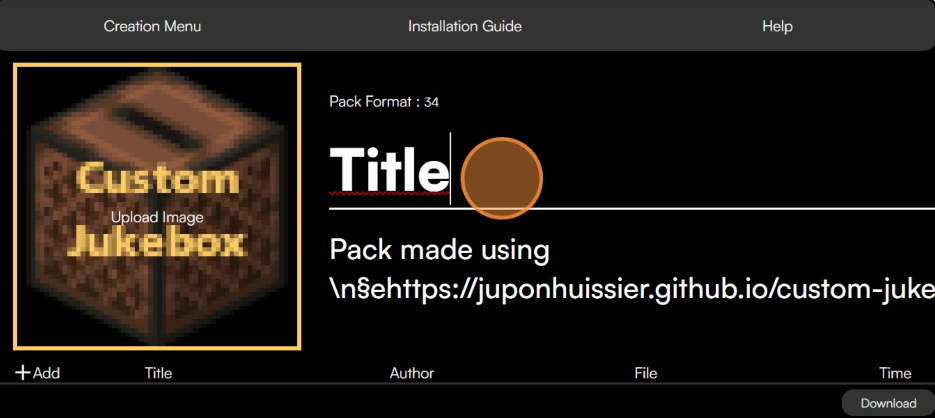 Creation Menu Installation Guide Help
Pack Format : 34
Custom
Upload Image
Jukebox
Title
Pack made using
\n§ehttps://juponhuissier.github.io/custom-juke
Add Title Author File Time
Download